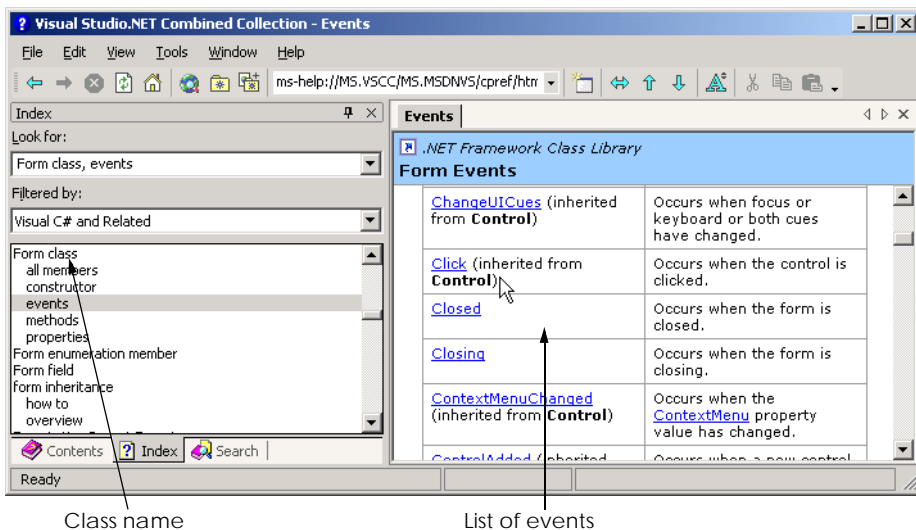 Visual Studio.NET Combined Collection - Events
File Edit View Tools Window Help
ms-help://MS.VSCC/MS.MSDNVS/cpref/htm
Index
Look for:
Form class, events
Filtered by:
Visual C# and Related
Form class
all members
constructor
events
methods
properties
Form enumeration member
Form field
form inheritance
how to
overview
Contents Index Search
Events
.NET Framework Class Library
Form Events
ChangeUICues (inherited from Control)
Occurs when focus or keyboard or both cues have changed.
Click (inherited from Control)
Occurs when the control is clicked.
Closed
Occurs when the form is closed.
Closing
Occurs when the form is closing.
ContextMenuChanged (inherited from Control)
Occurs when the ContextMenu property value has changed.
ControlAdded (inherited
Occurs when a new control
Ready
Class name
List of events